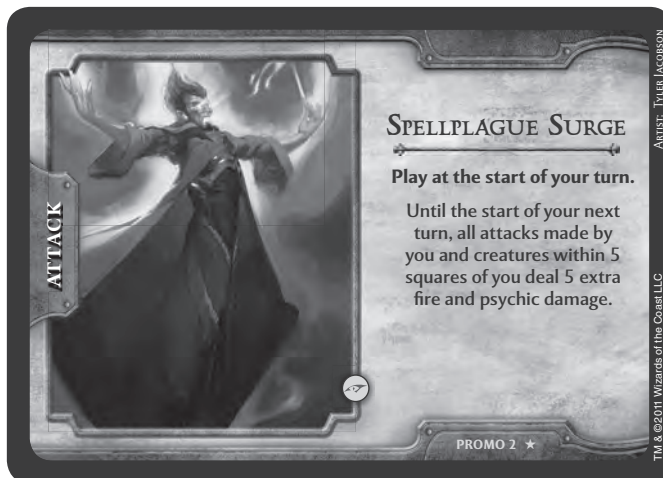 ATTACK
SPELLPLAGUE SURGE
Play at the start of your turn.
Until the start of your next
turn, all attacks made by
you and creatures within 5
squares of you deal 5 extra
fire and psychic damage.
PROMO 2 ★
ARTIST: TYLER JACOBSON
TM & ©2011 Wizards of the Coast LLC